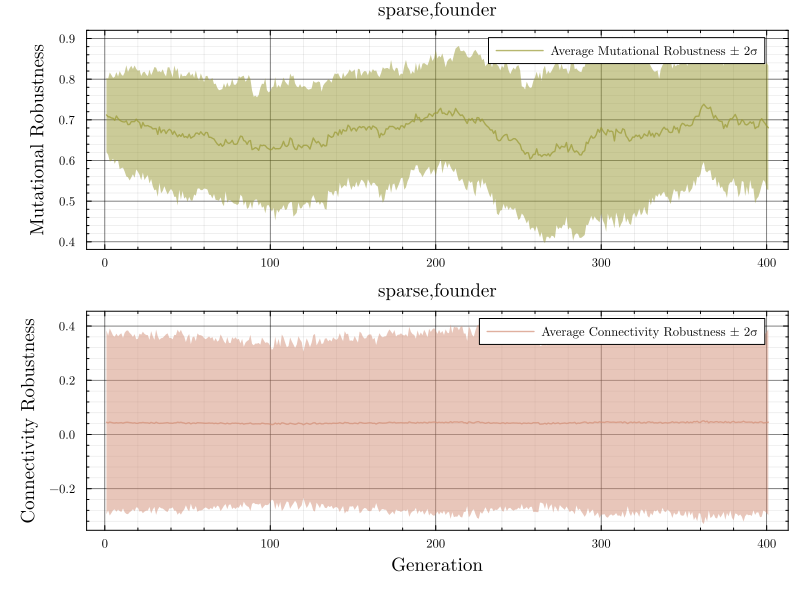 sparse,founder
Average Mutational Robustness ± 2σ
Mutational Robustness
0.9
0.8
0.7
0.6
0.5
0.4
0 100 200 300 400
sparse,founder
Average Connectivity Robustness ± 2σ
Connectivity Robustness
0.4
0.2
0.0
−0.2
0 100 200 300 400
Generation